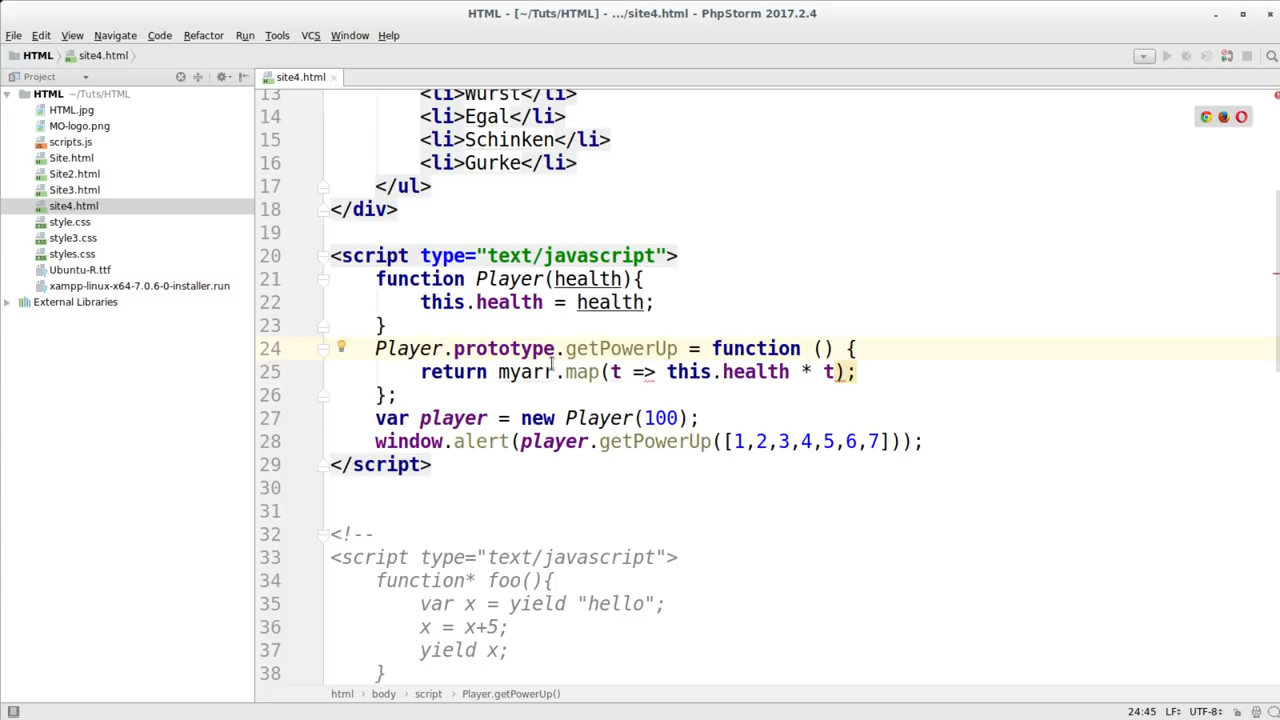 HTML - [~/Tuts/HTML] - .../site4.html - PhpStorm 2017.2.4
File Edit View Navigate Code Refactor Run Tools VCS Window Help
HTML site4.html
Project
site4.html
HTML ~/Tuts/HTML
HTML.jpg
MO-logo.png
scripts.js
Site.html
Site2.html
Site3.html
site4.html
style.css
style3.css
styles.css
Ubuntu-R.ttf
xampp-linux-x64-7.0.6-0-installer.run
External Libraries
13 <li>Wurst</li>
14 <li>Egal</li>
15 <li>Schinken</li>
16 <li>Gurke</li>
17 </ul>
18 </div>
19
20 <script type="text/javascript">
21 function Player(health){
22 this.health = health;
23 }
24 Player.prototype.getPowerUp = function () {
25 return myarr.map(t => this.health * t);
26 };
27 var player = new Player(100);
28 window.alert(player.getPowerUp([1,2,3,4,5,6,7]));
29 </script>
30
31
32 <!--
33 <script type="text/javascript">
34 function* foo(){
35 var x = yield "hello";
36 x = x+5;
37 yield x;
38 }
html body script Player.getPowerUp()
24:45 LF÷ UTF-8÷